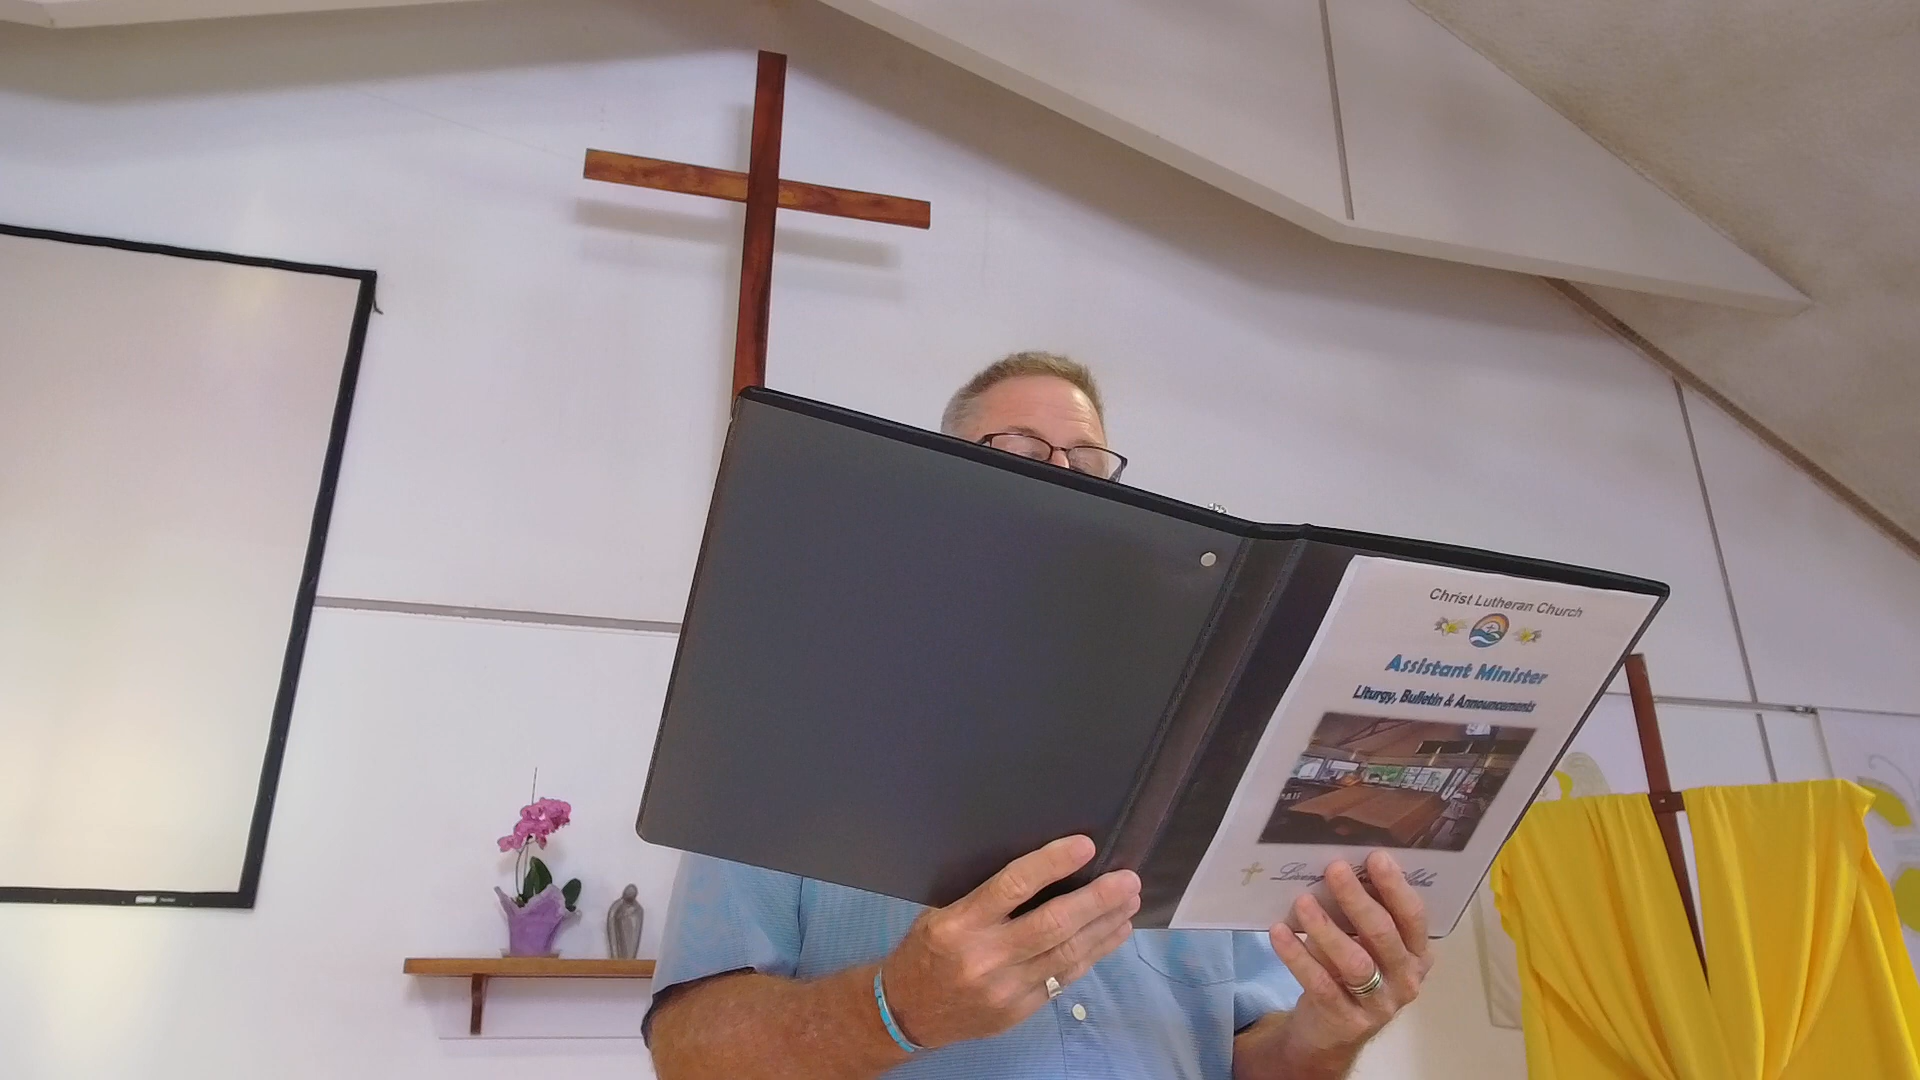 Christ Lutheran Church
Assistant Minister
Liturgy, Bulletin & Announcements